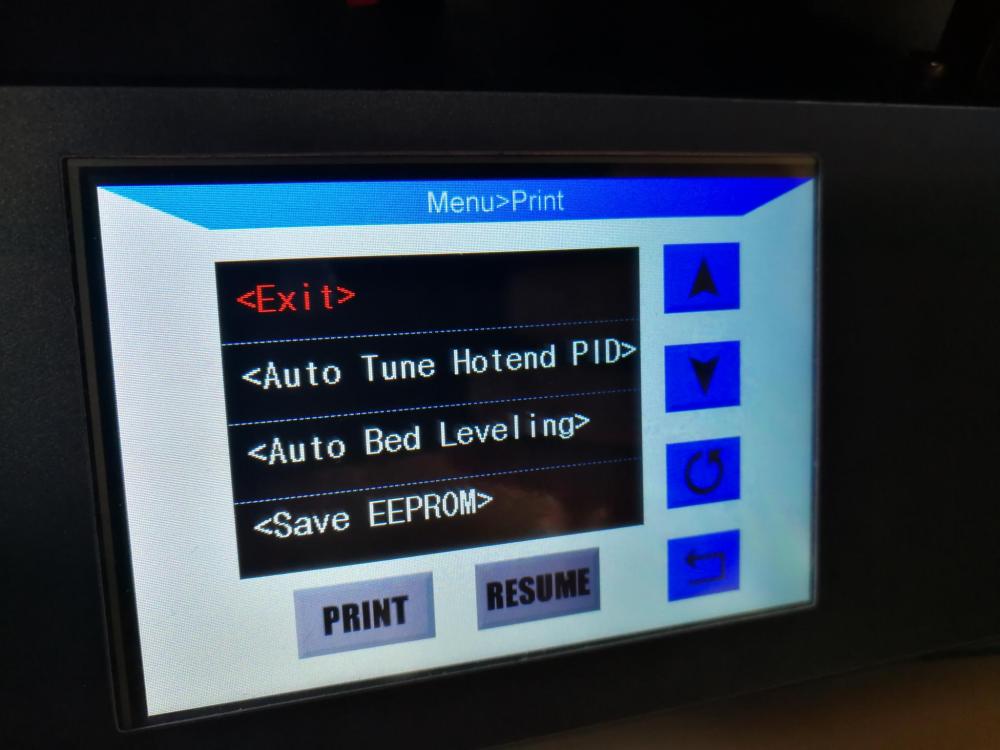 Menu>Print
<Exit>
<Auto Tune Hotend PID>
<Auto Bed Leveling>
<Save EEPROM>
PRINT
RESUME